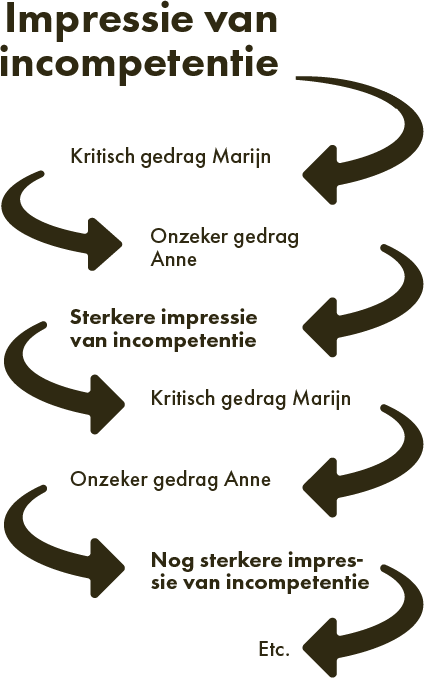 Impressie van
incompetentie
Kritisch gedrag Marijn
Onzeker gedrag
Anne
Sterkere impressie
van incompetentie
Kritisch gedrag Marijn
Onzeker gedrag Anne
Nog sterkere impres-
sie van incompetentie
Etc.